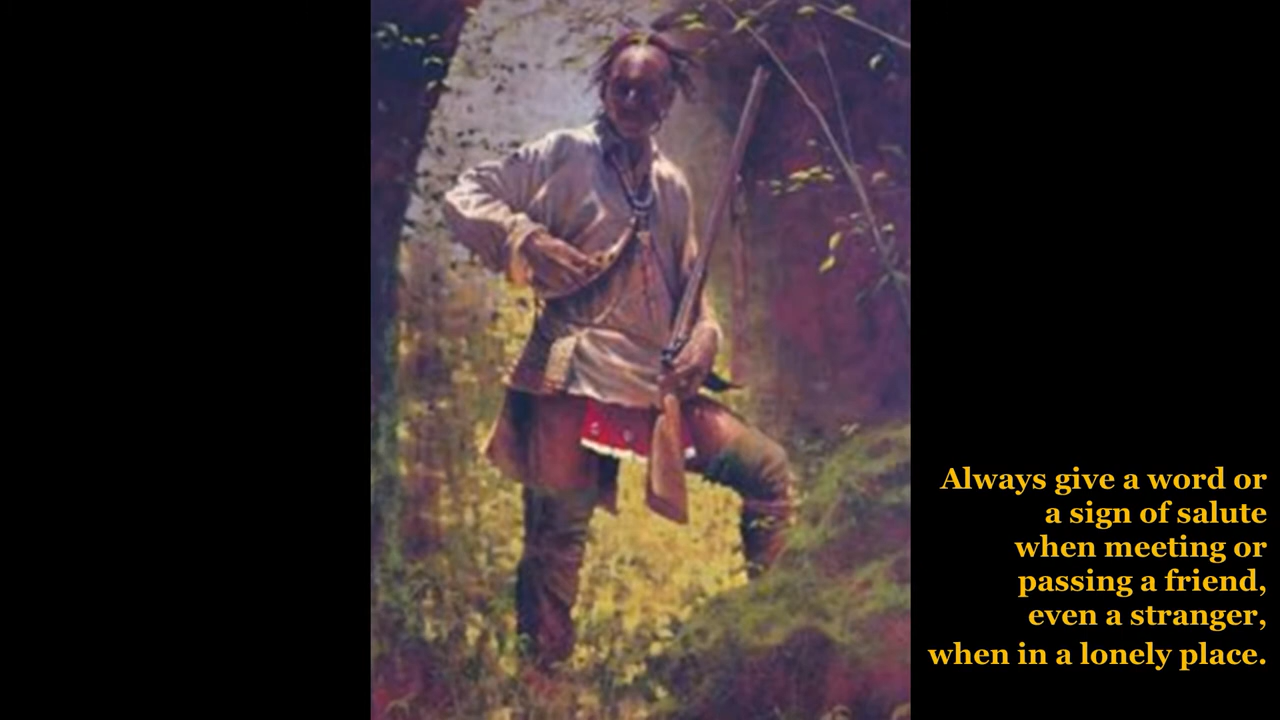 Always give a word or
a sign of salute
when meeting or
passing a friend,
even a stranger,
when in a lonely place.